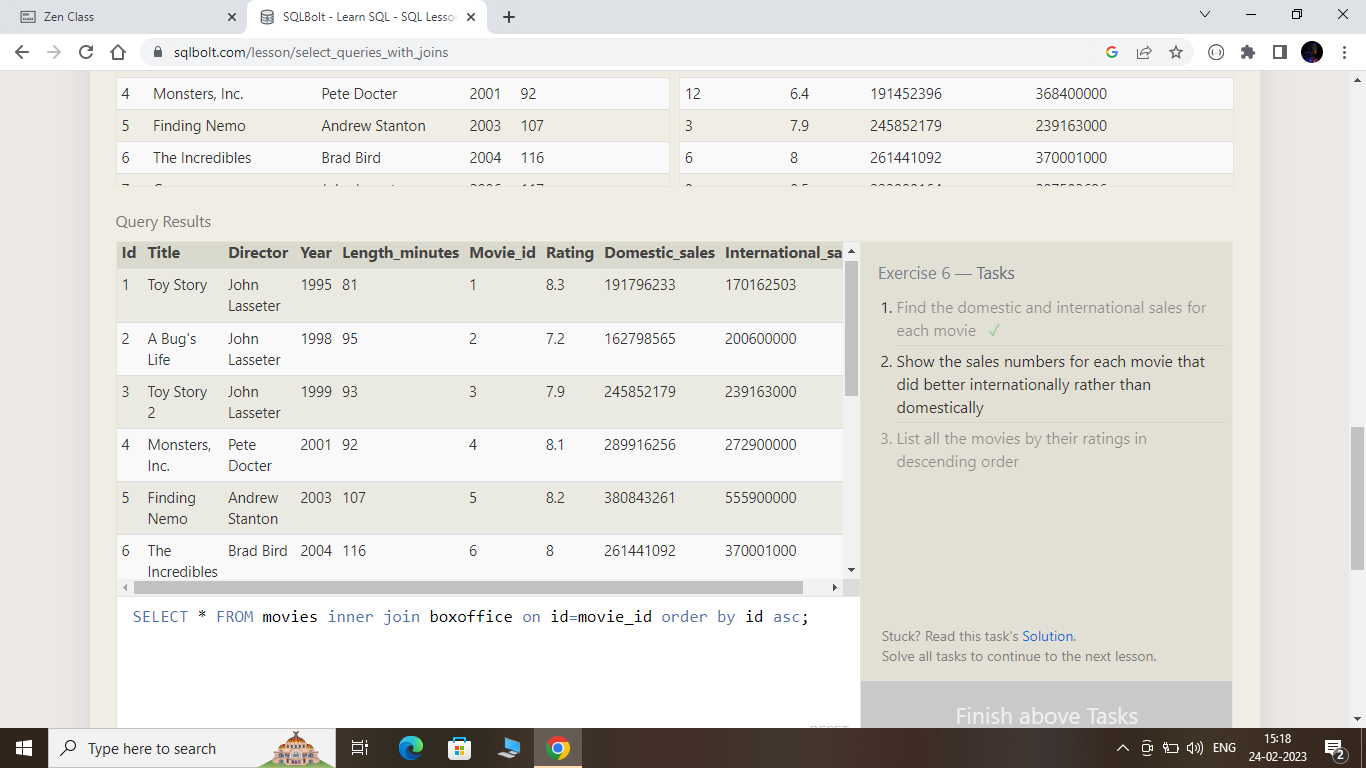 Zen Class
SQLBolt - Learn SQL - SQL Lesson
sqlbolt.com/lesson/select_queries_with_joins
4 Monsters, Inc. Pete Docter 2001 92
12 6.4 191452396 368400000
5 Finding Nemo Andrew Stanton 2003 107
3 7.9 245852179 239163000
6 The Incredibles Brad Bird 2004 116
6 8 261441092 370001000
Query Results
Id Title Director Year Length_minutes Movie_id Rating Domestic_sales International_sa
1 Toy Story John Lasseter 1995 81 1 8.3 191796233 170162503
2 A Bug's Life John Lasseter 1998 95 2 7.2 162798565 200600000
3 Toy Story 2 John Lasseter 1999 93 3 7.9 245852179 239163000
4 Monsters, Inc. Pete Docter 2001 92 4 8.1 289916256 272900000
5 Finding Nemo Andrew Stanton 2003 107 5 8.2 380843261 555900000
6 The Incredibles Brad Bird 2004 116 6 8 261441092 370001000
SELECT * FROM movies inner join boxoffice on id=movie_id order by id asc;
Exercise 6 — Tasks
1. Find the domestic and international sales for
each movie ✓
2. Show the sales numbers for each movie that
did better internationally rather than
domestically
3. List all the movies by their ratings in
descending order
Stuck? Read this task's Solution.
Solve all tasks to continue to the next lesson.
Finish above Tasks
Type here to search
ENG
15:18
24-02-2023
2